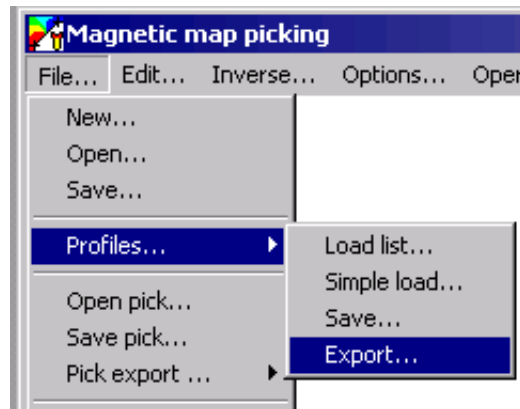 Magnetic map picking
File... Edit... Inverse... Options... Oper
New...
Open...
Save...
Profiles...
Load list...
Simple load...
Save...
Export...
Open pick...
Save pick...
Pick export ...